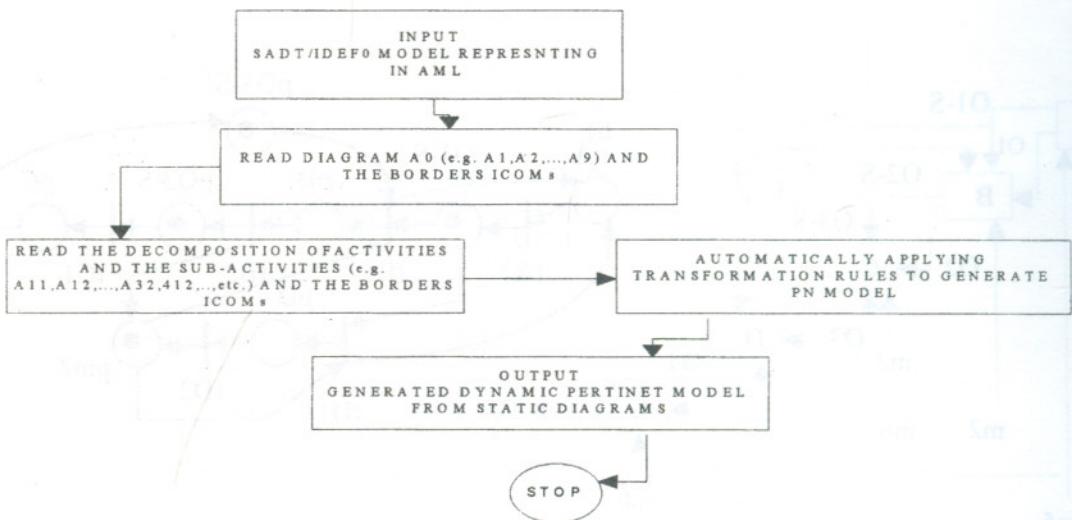 INPUT
SADT/IDEF0 MODEL REPRESNTING
IN AML
READ DIAGRAM A0 (e.g. A1,A2,...,A9) AND
THE BORDERS ICOMs
READ THE DECOMPOSITION OFACTIVITIES
AND THE SUB-ACTIVITIES (e.g.
A11,A12,...,A32,412,..,etc.) AND THE BORDERS
ICOMs
AUTOMATICALLY APPLYING
TRANSFORMATION RULES TO GENERATE
PN MODEL
OUTPUT
GENERATED DYNAMIC PERTINET MODEL
FROM STATIC DIAGRAMS
STOP